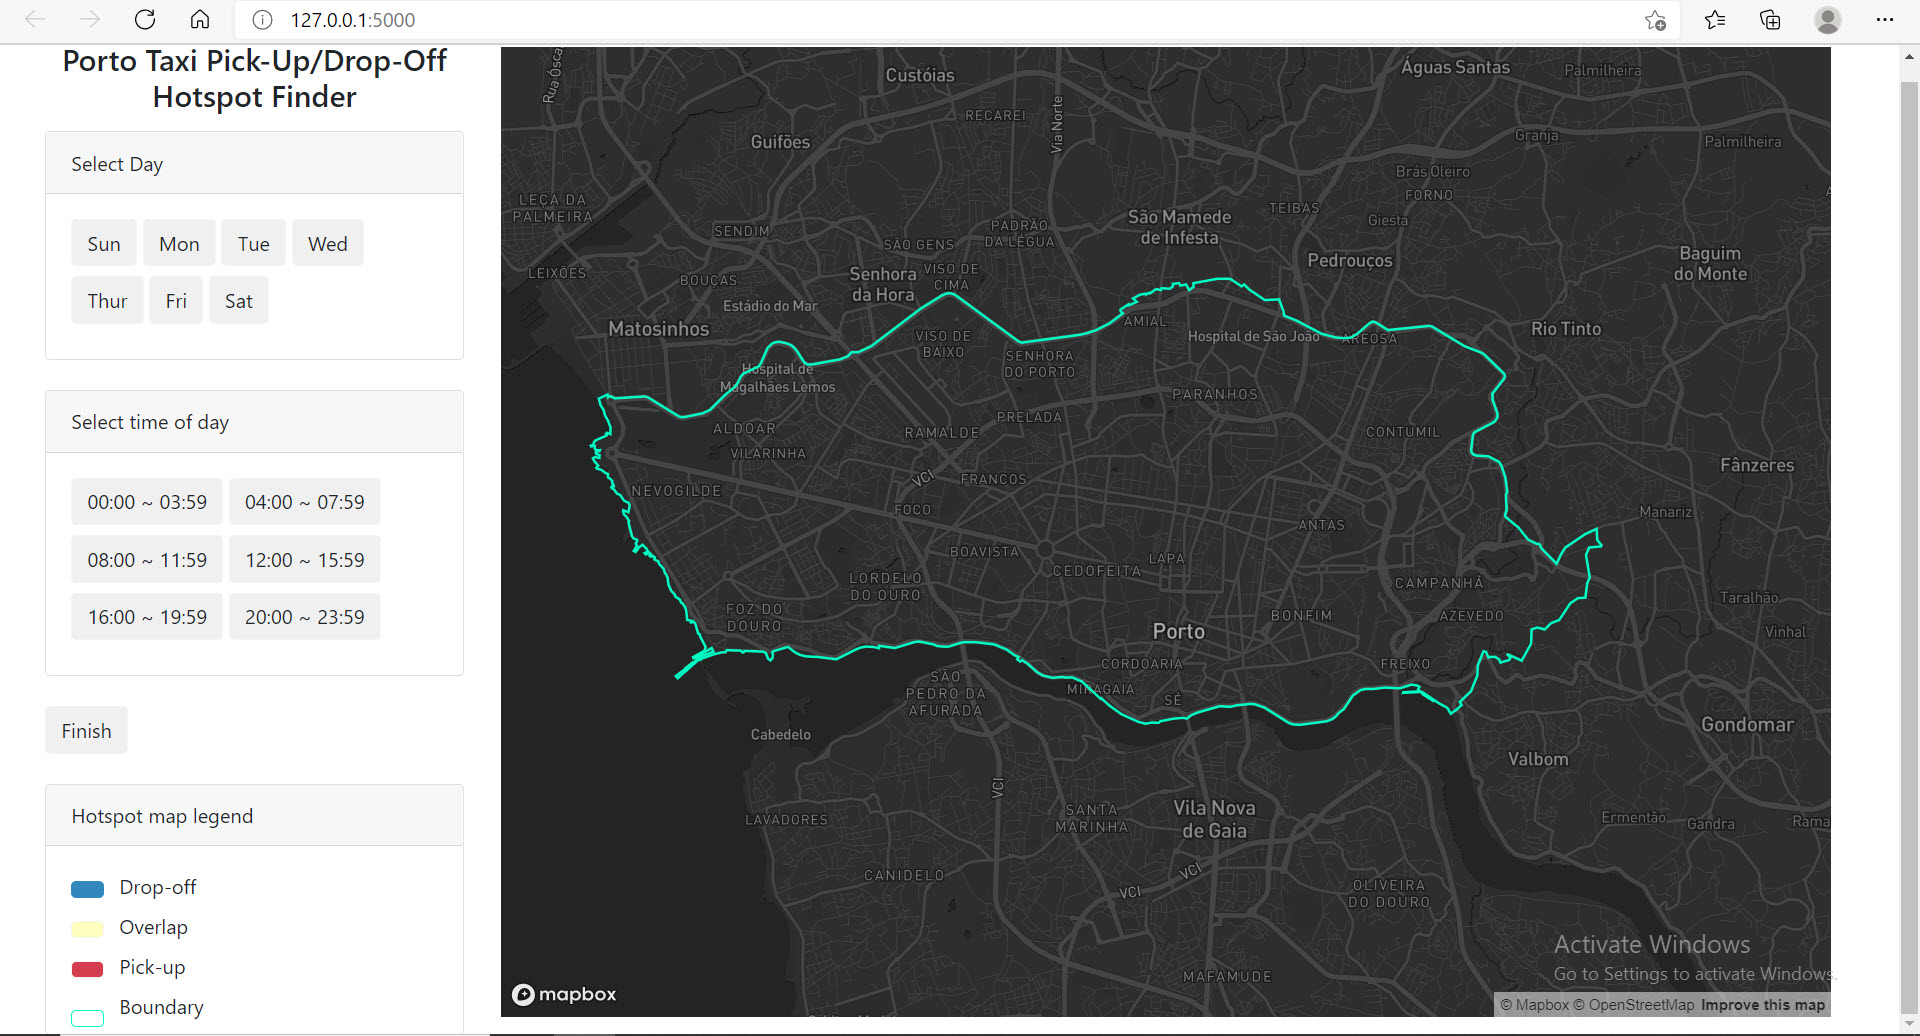 127.0.0.1:5000
Porto Taxi Pick-Up/Drop-Off
Hotspot Finder
Select Day
Sun
Mon
Tue
Wed
Thur
Fri
Sat
Select time of day
00:00 ~ 03:59
04:00 ~ 07:59
08:00 ~ 11:59
12:00 ~ 15:59
16:00 ~ 19:59
20:00 ~ 23:59
Finish
Hotspot map legend
Drop-off
Overlap
Pick-up
Boundary
Rua Ósca
Custóias
Águas Santas
Palmilheira
RECAREI
Via Norte
Guifões
Granja
Palmilheira
Brás Oleiro
FORNO
LEÇA DA
PALMEIRA
TEIBAS
Giesta
São Mamede
de Infesta
PADRÃO
DA LÉGUA
SENDIM
SÃO GENS
Pedrouços
Baguim
do Monte
LEIXÕES
BOUÇAS
Senhora
da Hora
VISO DE
CIMA
Estádio do Mar
Matosinhos
AMIAL
Hospital de São João
AREOSA
Rio Tinto
VISO DE
BAIXO
SENHORA
DO PORTO
Hospital de
Magalhães Lemos
PARANHOS
PRELADA
ALDOAR
RAMALDE
CONTUMIL
VILARINHA
Fânzeres
VCI
FRANCOS
NEVOGILDE
FOCO
Manariz
ANTAS
BOAVISTA
LAPA
CEDOFEITA
LORDELO
DO OURO
CAMPANHÃ
Taralhão
FOZ DO
DOURO
BONFIM
AZEVEDO
Porto
Vinhal
CORDOARIA
FREIXO
SÃO
PEDRO DA
AFURADA
MIRAGAIA
SÉ
Gondomar
Cabedelo
Valbom
VCI
LAVADORES
SANTA
MARINHA
Vila Nova
de Gaia
Ermentão
Gandra
Rama
CANIDELO
VCI
VCI
OLIVEIRA
DO DOURO
MAFAMUDE
Activate Windows
Go to Settings to activate Windows.
mapbox
© Mapbox © OpenStreetMap Improve this map